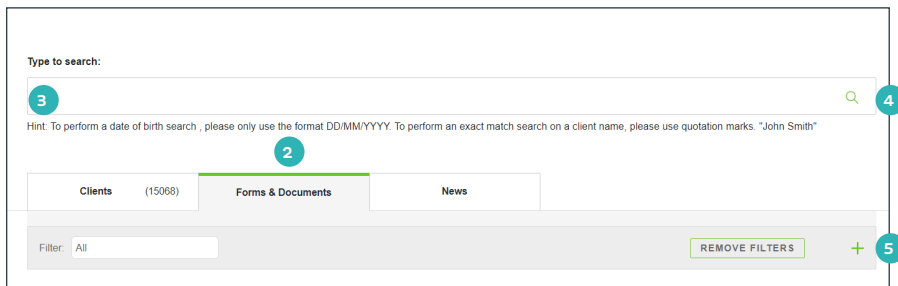 Type to search:
3
4
Hint: To perform a date of birth search , please only use the format DD/MM/YYYY. To perform an exact match search on a client name, please use quotation marks. "John Smith"
2
Clients (15068) Forms & Documents News
Filter: All REMOVE FILTERS + 5